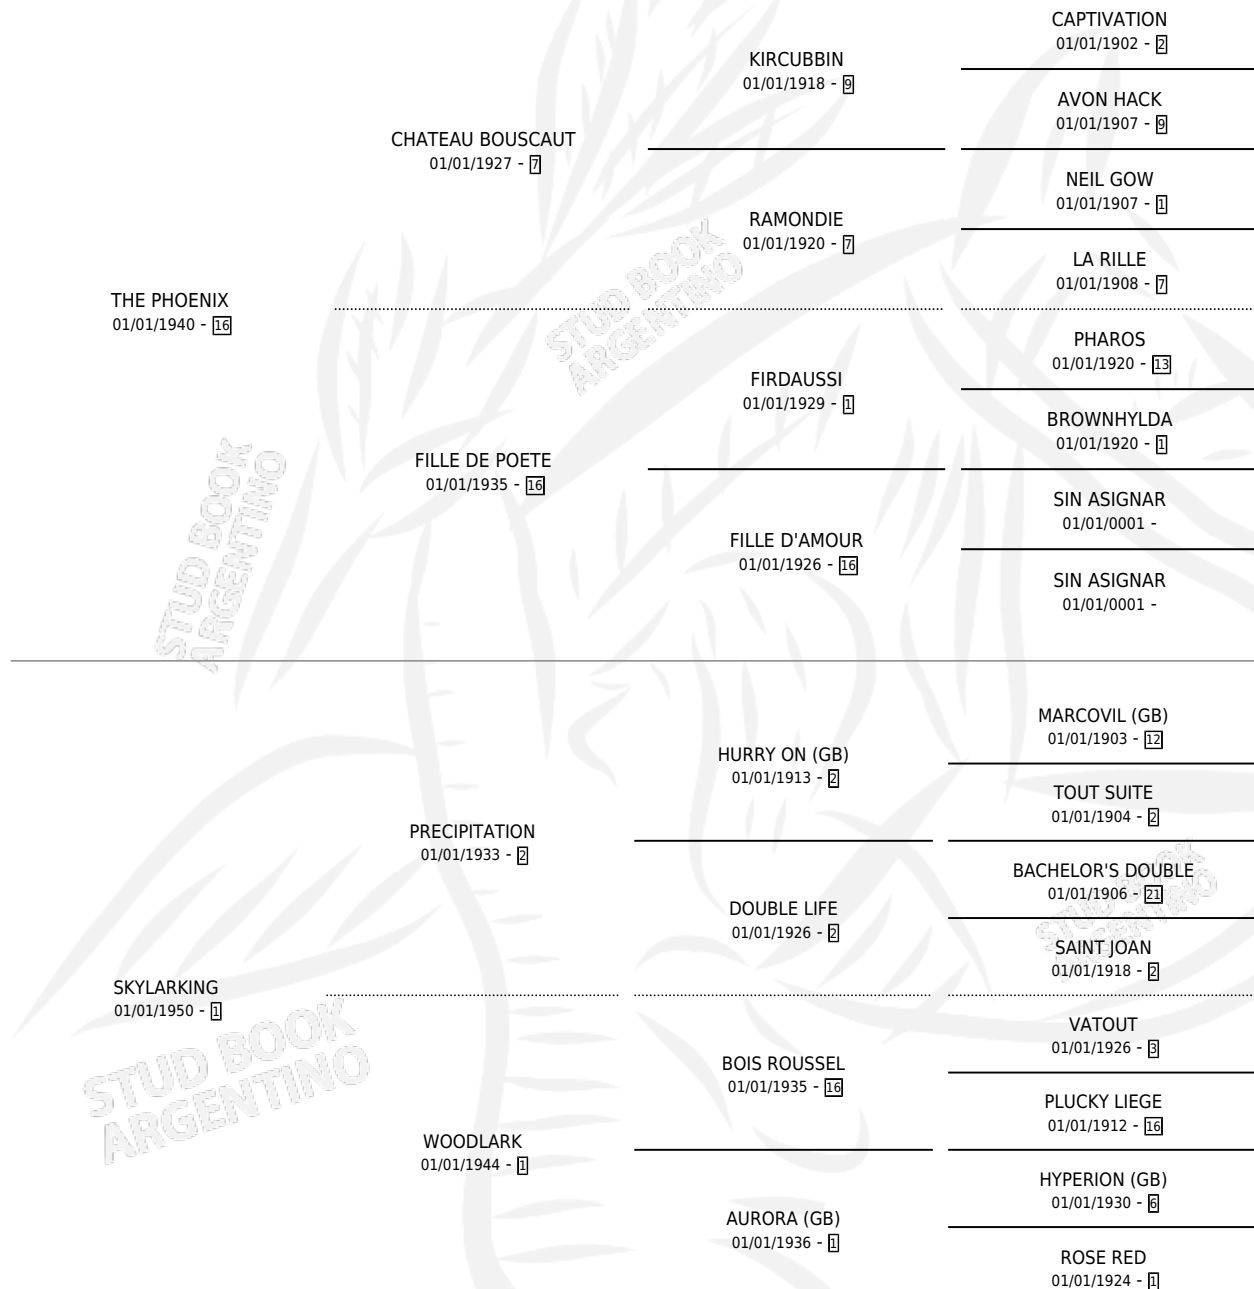 CAPTIVATION
01/01/1902 - 2
KIRCUBBIN
01/01/1918 - 9
AVON HACK
01/01/1907 - 9
CHATEAU BOUSCAUT
01/01/1927 - 7
NEIL GOW
01/01/1907 - 1
RAMONDIE
01/01/1920 - 7
LA RILLE
01/01/1908 - 7
THE PHOENIX
01/01/1940 - 16
PHAROS
01/01/1920 - 13
FIRDAUSSI
01/01/1929 - 1
BROWNHYLDA
01/01/1920 - 1
FILLE DE POETE
01/01/1935 - 16
SIN ASIGNAR
01/01/0001 -
FILLE D'AMOUR
01/01/1926 - 16
SIN ASIGNAR
01/01/0001 -
STUD BOOK
ARGENTINO
STUD BOOK
ARGENTINO
MARCOVIL (GB)
01/01/1903 - 12
HURRY ON (GB)
01/01/1913 - 2
TOUT SUITE
01/01/1904 - 2
PRECIPITATION
01/01/1933 - 2
BACHELOR'S DOUBLE
01/01/1906 - 21
DOUBLE LIFE
01/01/1926 - 2
SAINT JOAN
01/01/1918 - 2
SKYLARKING
01/01/1950 - 1
VATOUT
01/01/1926 - 3
BOIS ROUSSEL
01/01/1935 - 16
PLUCKY LIEGE
01/01/1912 - 16
WOODLARK
01/01/1944 - 1
HYPERION (GB)
01/01/1930 - 6
AURORA (GB)
01/01/1936 - 1
ROSE RED
01/01/1924 - 1
STUD BOOK
ARGENTINO
STUD BOOK
ARGENTINO